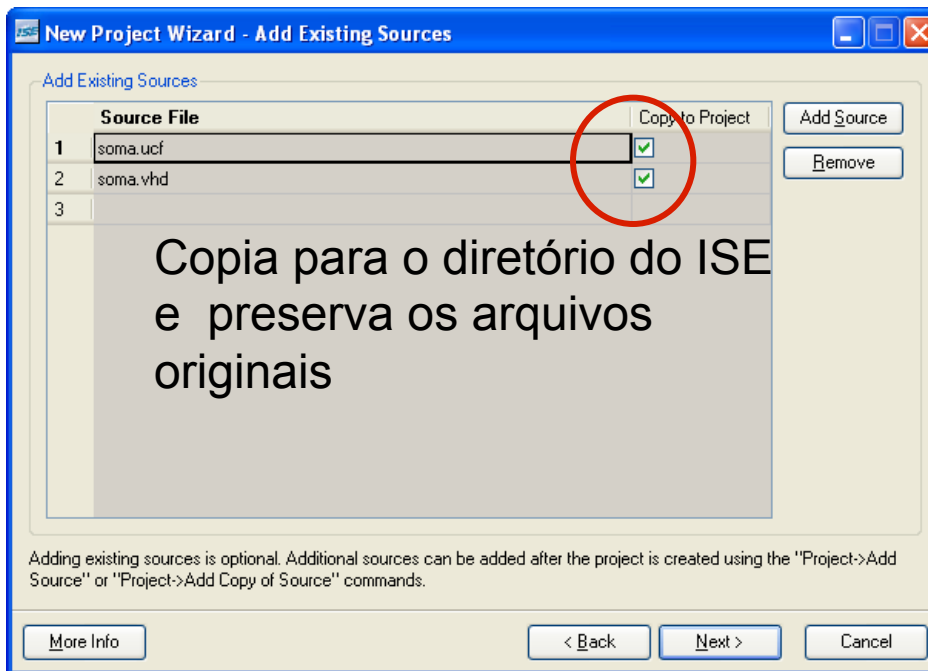 ISE New Project Wizard - Add Existing Sources
Add Existing Sources
Source File Copy to Project
Add Source
1 soma.ucf
2 soma.vhd
Remove
3
Copia para o diretório do ISE
e preserva os arquivos
originais
Adding existing sources is optional. Additional sources can be added after the project is created using the "Project->Add
Source" or "Project->Add Copy of Source" commands.
More Info < Back Next > Cancel